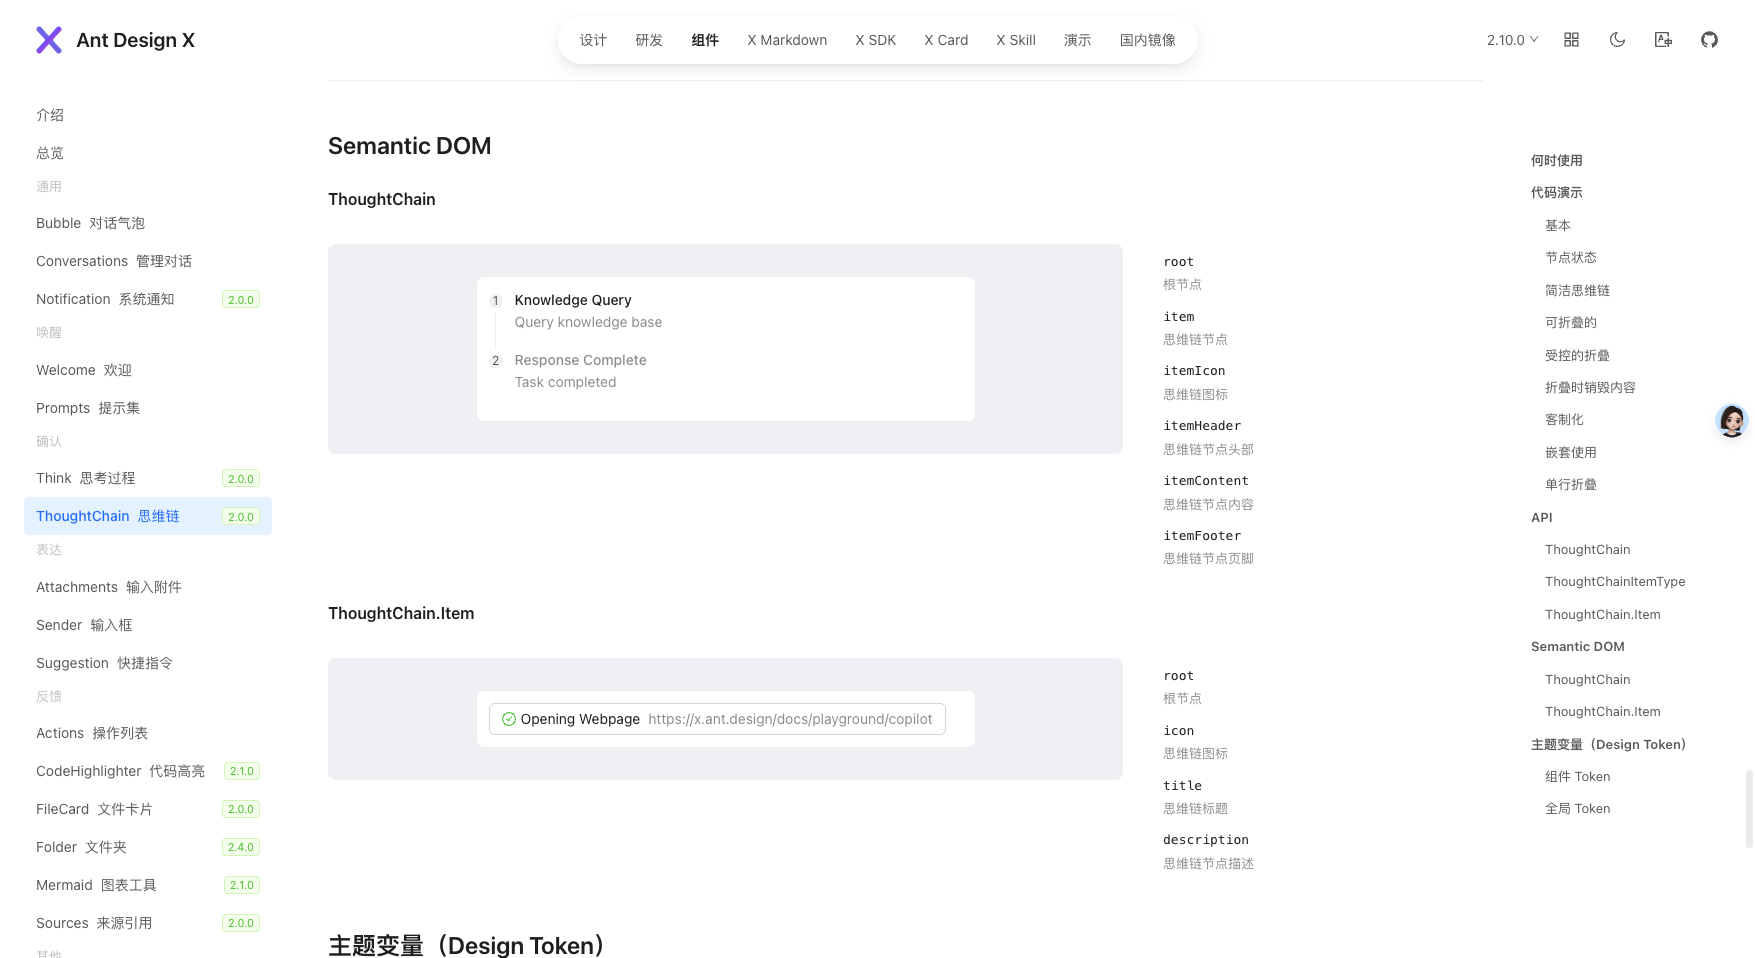 Ant Design X
设计 研发 组件 X Markdown X SDK X Card X Skill 演示 国内镜像
2.10.0
介绍
总览
通用
Bubble 对话气泡
Conversations 管理对话
Notification 系统通知 2.0.0
唤醒
Welcome 欢迎
Prompts 提示集
确认
Think 思考过程 2.0.0
ThoughtChain 思维链 2.0.0
表达
Attachments 输入附件
Sender 输入框
Suggestion 快捷指令
反馈
Actions 操作列表
CodeHighlighter 代码高亮 2.1.0
FileCard 文件卡片 2.0.0
Folder 文件夹 2.4.0
Mermaid 图表工具 2.1.0
Sources 来源引用 2.0.0
其他
Semantic DOM
ThoughtChain
1 Knowledge Query
Query knowledge base
2 Response Complete
Task completed
root
根节点
item
思维链节点
itemIcon
思维链图标
itemHeader
思维链节点头部
itemContent
思维链节点内容
itemFooter
思维链节点页脚
ThoughtChain.Item
Opening Webpage https://x.ant.design/docs/playground/copilot
root
根节点
icon
思维链图标
title
思维链标题
description
思维链节点描述
主题变量（Design Token）
何时使用
代码演示
基本
节点状态
简洁思维链
可折叠的
受控的折叠
折叠时销毁内容
客制化
嵌套使用
单行折叠
API
ThoughtChain
ThoughtChainItemType
ThoughtChain.Item
Semantic DOM
ThoughtChain
ThoughtChain.Item
主题变量（Design Token）
组件 Token
全局 Token